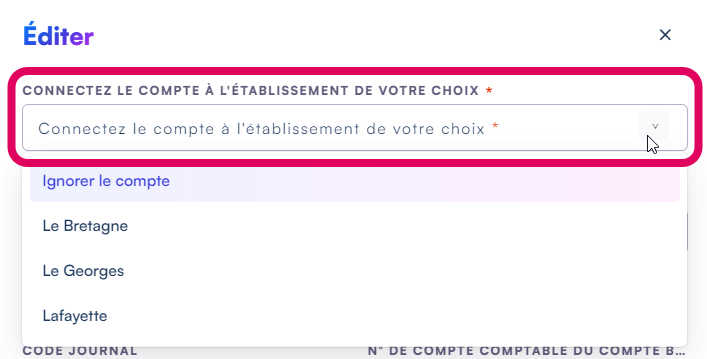 Éditer
CONNECTEZ LE COMPTE À L'ÉTABLISSEMENT DE VOTRE CHOIX *
Connectez le compte à l'établissement de votre choix *
Ignorer le compte
Le Bretagne
Le Georges
Lafayette
CODE JOURNAL
N° DE COMPTE COMPTABLE DU COMPTE B...